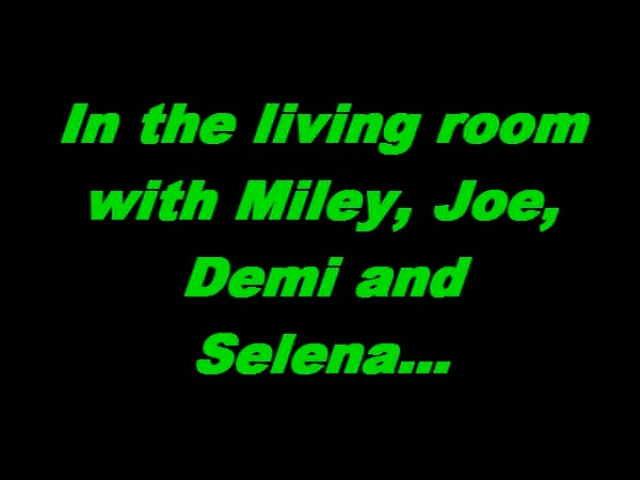 In the living room
with Miley, Joe,
Demi and
Selena...